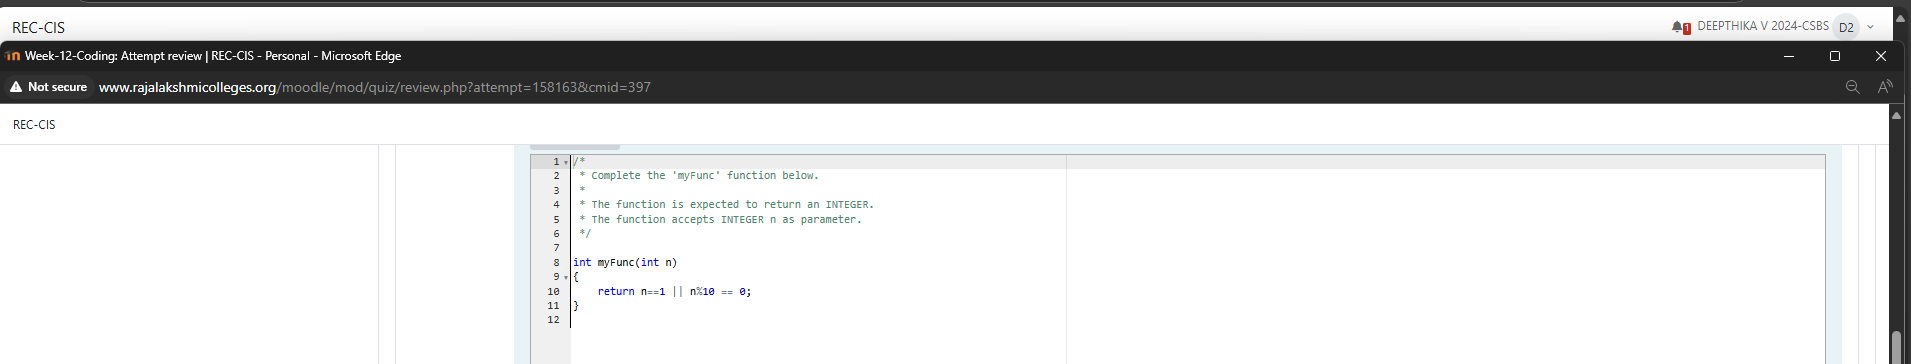 REC-CIS
1
DEEPTHIKA V 2024-CSBS D2
Week-12-Coding: Attempt review | REC-CIS - Personal - Microsoft Edge
Not secure www.rajalakshmicolleges.org/moodle/mod/quiz/review.php?attempt=158163&cmid=397
REC-CIS
1 /*
2 * Complete the 'myFunc' function below.
3 *
4 * The function is expected to return an INTEGER.
5 * The function accepts INTEGER n as parameter.
6 */
7
8 int myFunc(int n)
9 {
10 return n==1 || n%10 == 0;
11 }
12